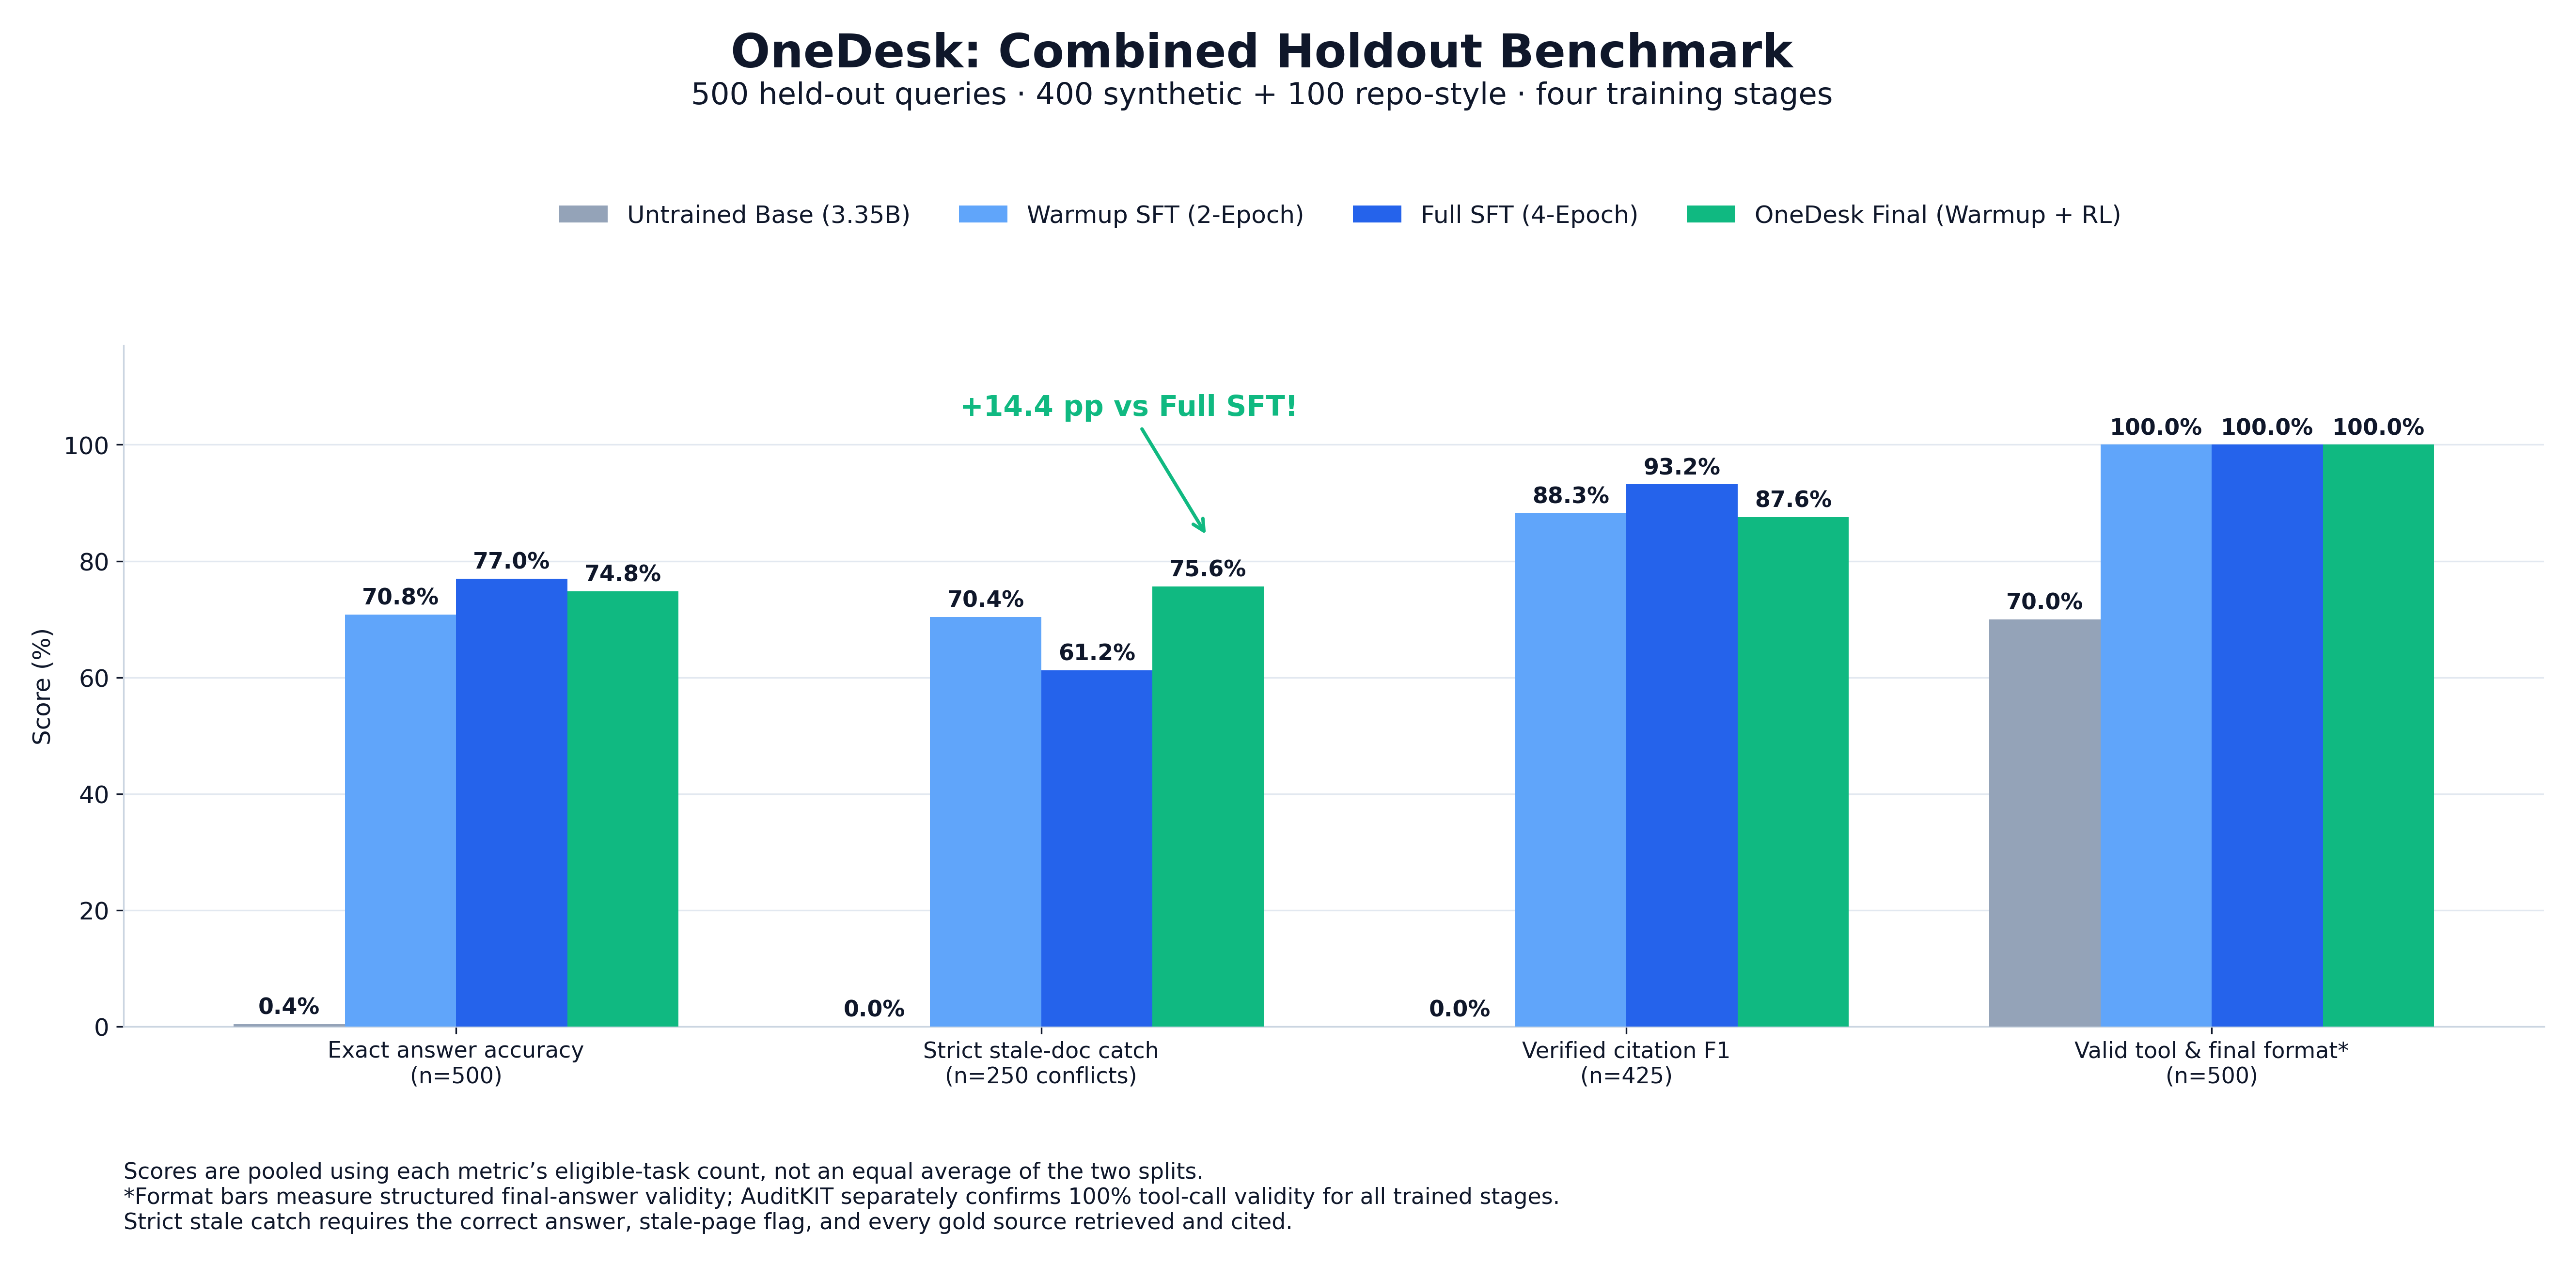 OneDesk: Combined Holdout Benchmark
500 held-out queries · 400 synthetic + 100 repo-style · four training stages
Untrained Base (3.35B)
Warmup SFT (2-Epoch)
Full SFT (4-Epoch)
OneDesk Final (Warmup + RL)
+14.4 pp vs Full SFT!
Score (%)
100
80
60
40
20
0
0.4%
70.8%
77.0%
74.8%
0.0%
70.4%
61.2%
75.6%
0.0%
88.3%
93.2%
87.6%
70.0%
100.0%
100.0%
100.0%
Exact answer accuracy
(n=500)
Strict stale-doc catch
(n=250 conflicts)
Verified citation F1
(n=425)
Valid tool & final format*
(n=500)
Scores are pooled using each metric’s eligible-task count, not an equal average of the two splits.
*Format bars measure structured final-answer validity; AuditKIT separately confirms 100% tool-call validity for all trained stages.
Strict stale catch requires the correct answer, stale-page flag, and every gold source retrieved and cited.